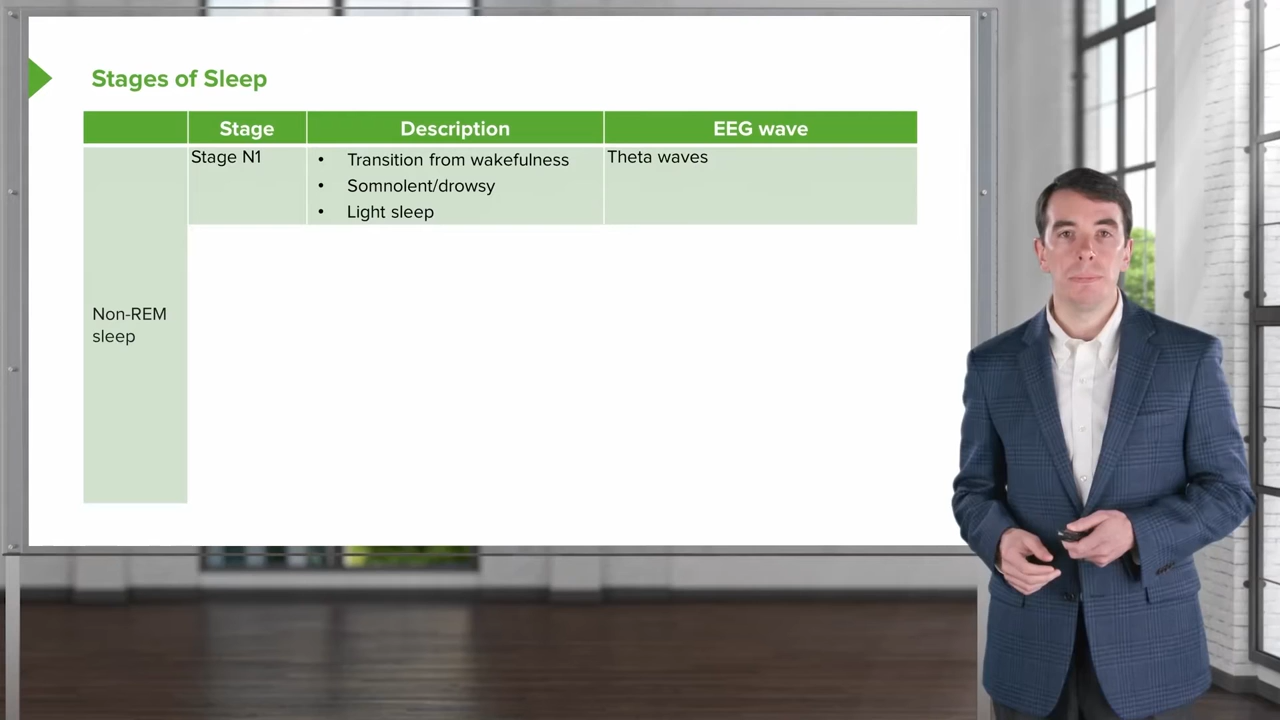 Stages of Sleep
Stage Description EEG wave
Stage N1 • Transition from wakefulness Theta waves
• Somnolent/drowsy
• Light sleep
Non-REM
sleep